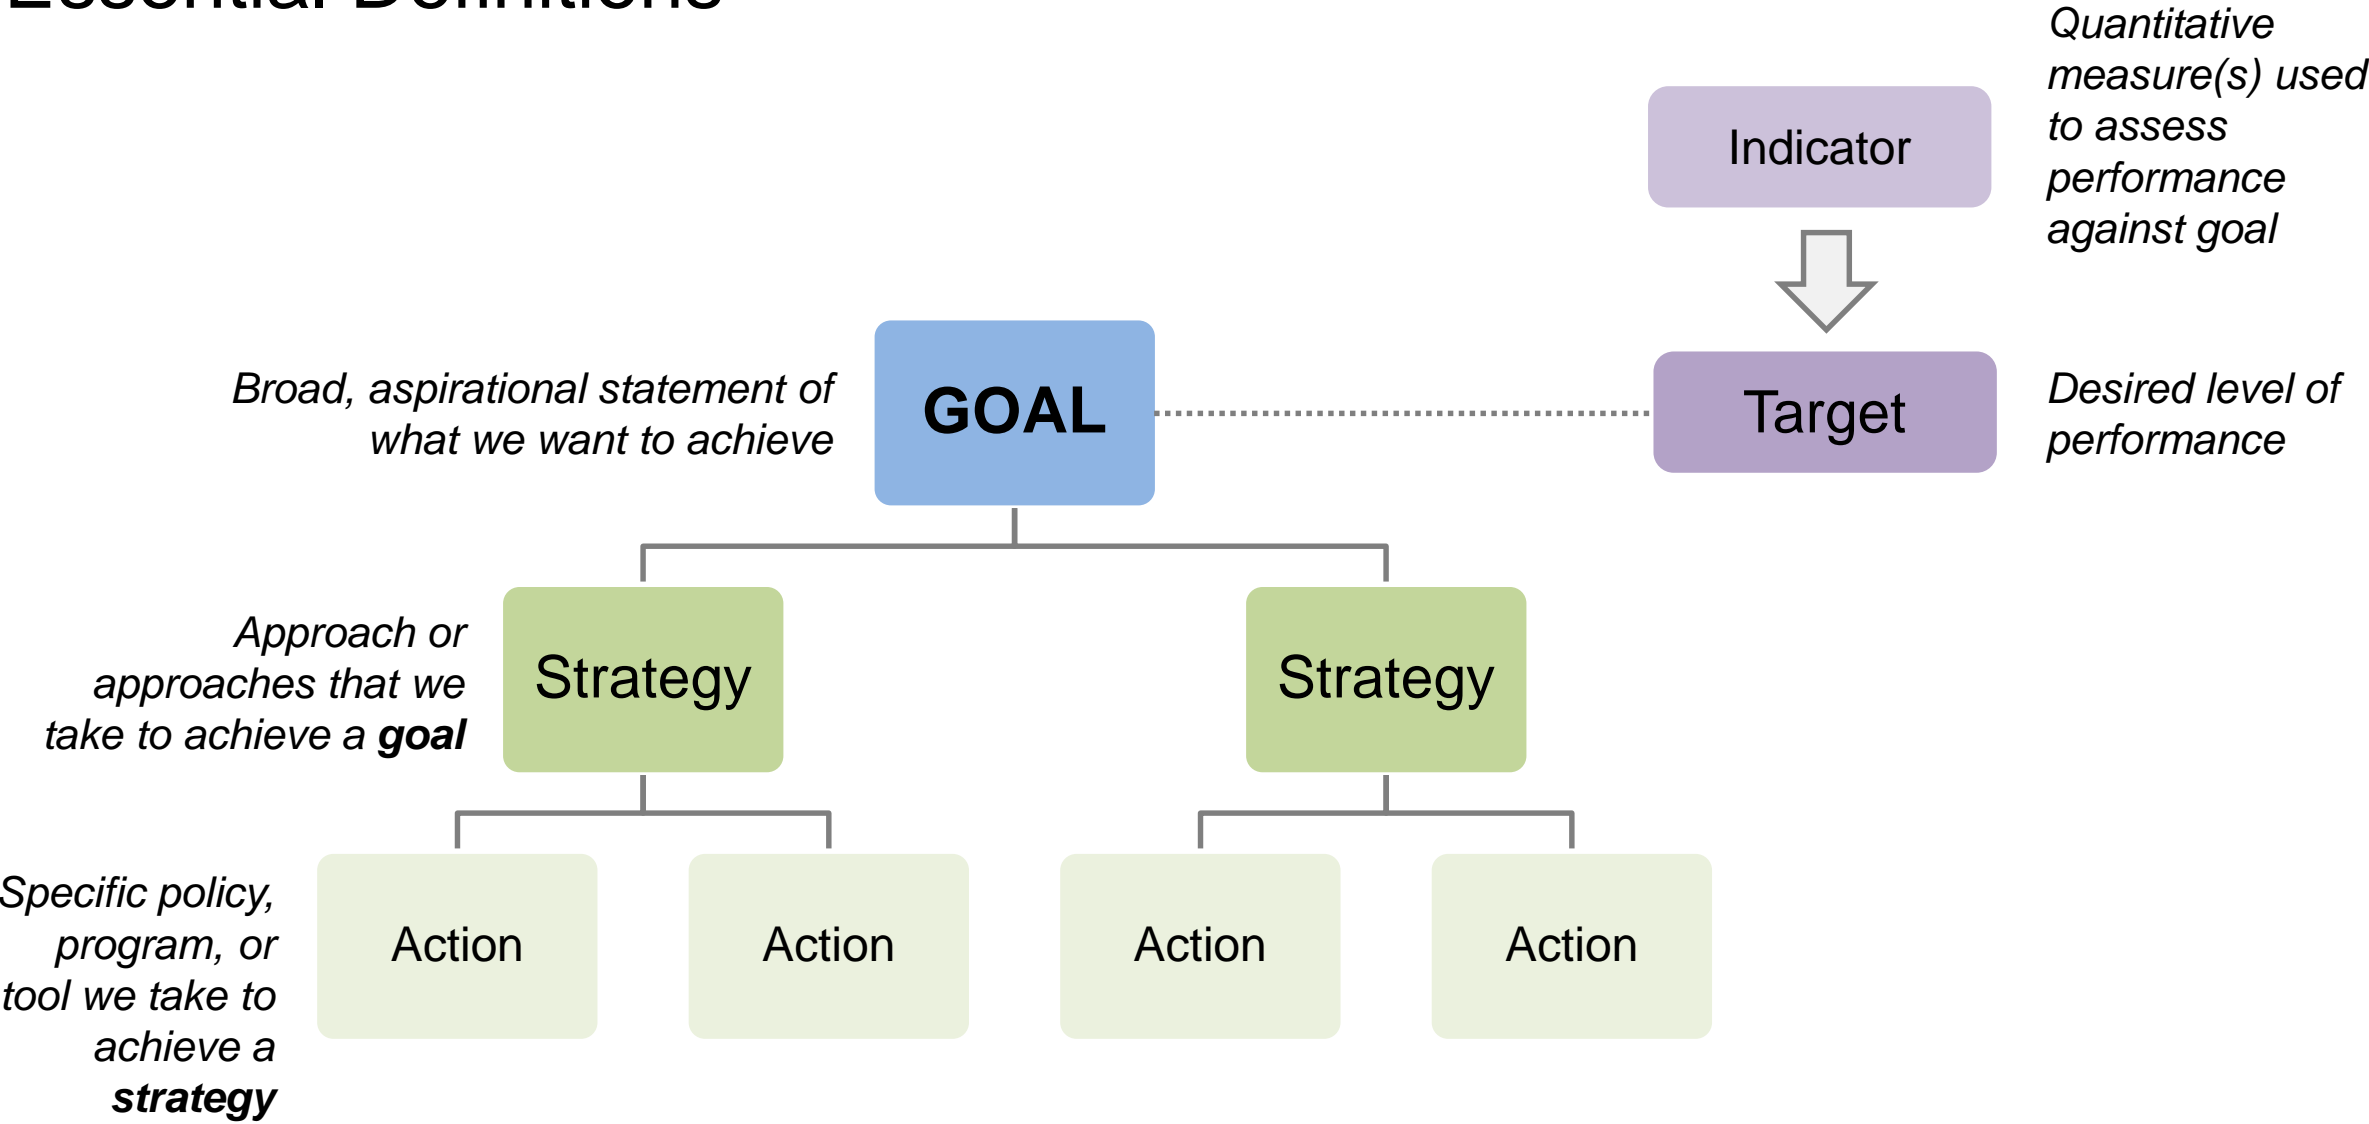 Essential Definitions
Quantitative
measure(s) used
to assess
performance
against goal
Indicator
Broad, aspirational statement of
what we want to achieve
GOAL
Target
Desired level of
performance
Approach or
approaches that we
take to achieve a goal
Strategy
Strategy
Specific policy,
program, or
tool we take to
achieve a
strategy
Action
Action
Action
Action